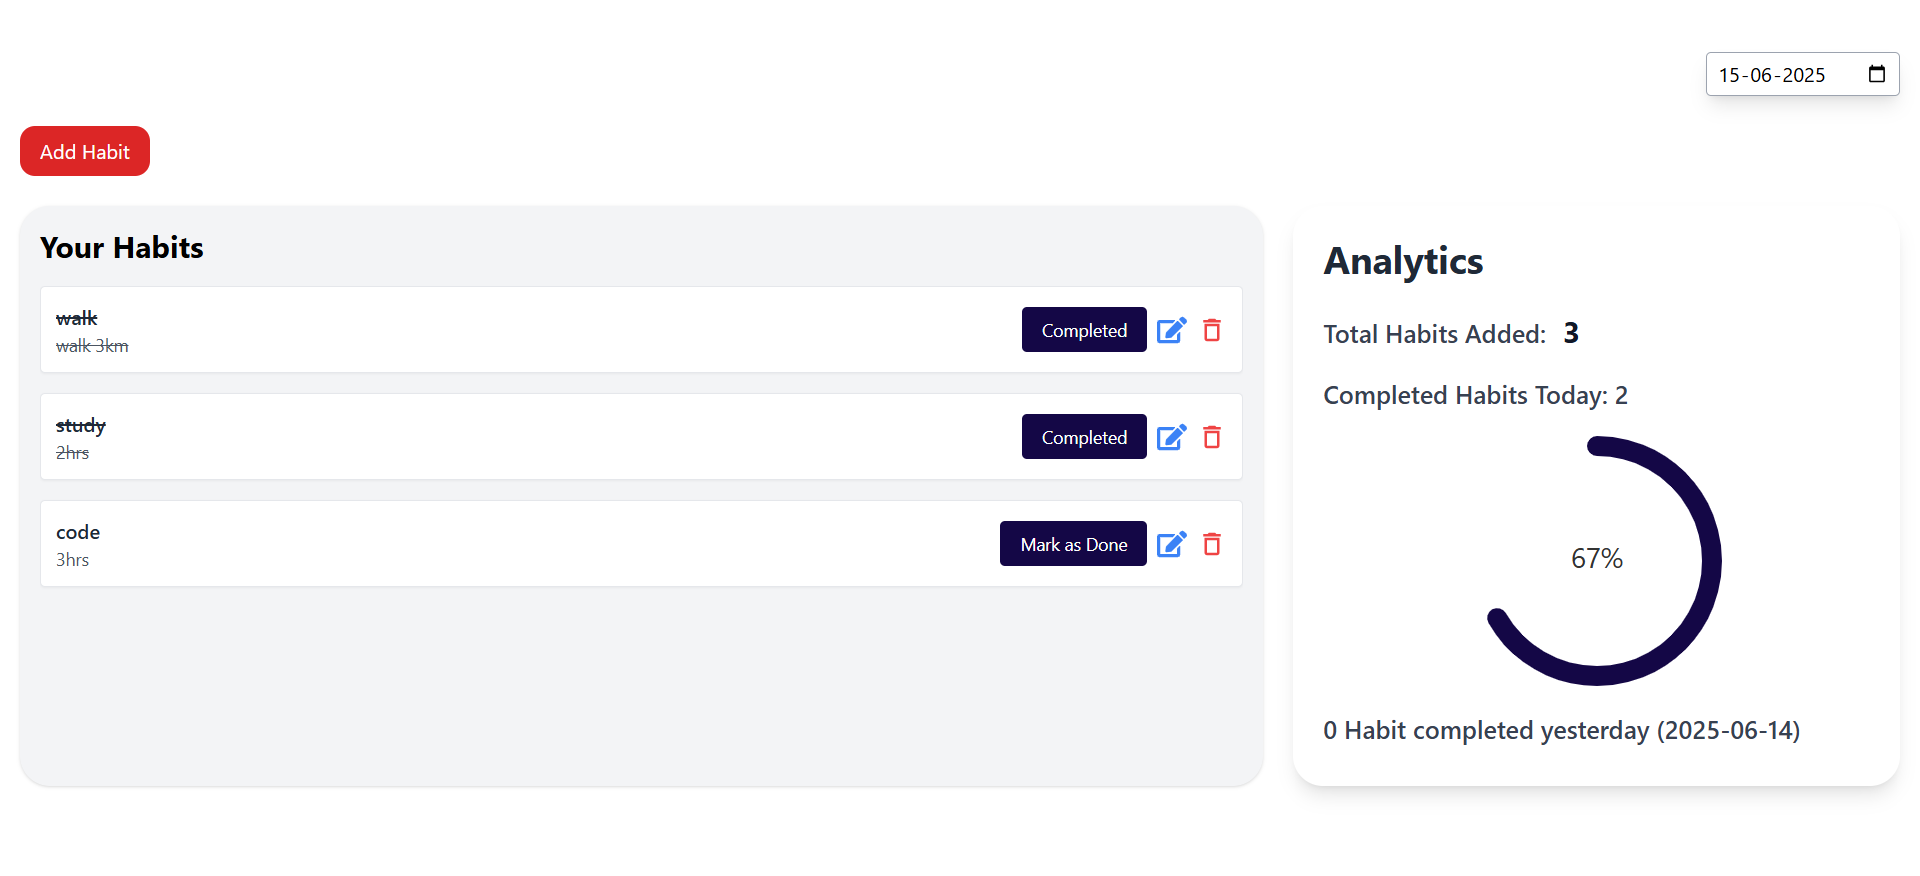 15-06-2025
Add Habit
Your Habits
walk
walk 3km
Completed
study
2hrs
Completed
code
3hrs
Mark as Done
Analytics
Total Habits Added: 3
Completed Habits Today: 2
67%
0 Habit completed yesterday (2025-06-14)